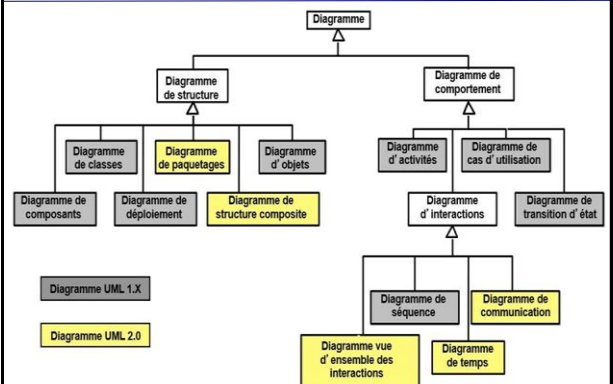 Diagramme
Diagramme
de structure
Diagramme de
comportement
Diagramme
de classes
Diagramme
de paquetages
Diagramme
d'objets
Diagramme
d'activités
Diagramme de
cas d'utilisation
Diagramme de
composants
Diagramme de
déploiement
Diagramme de
structure composite
Diagramme
d'interactions
Diagramme de
transition d'état
Diagramme UML 1.X
Diagramme de
séquence
Diagramme de
communication
Diagramme UML 2.0
Diagramme vue
d'ensemble des
interactions
Diagramme
de temps